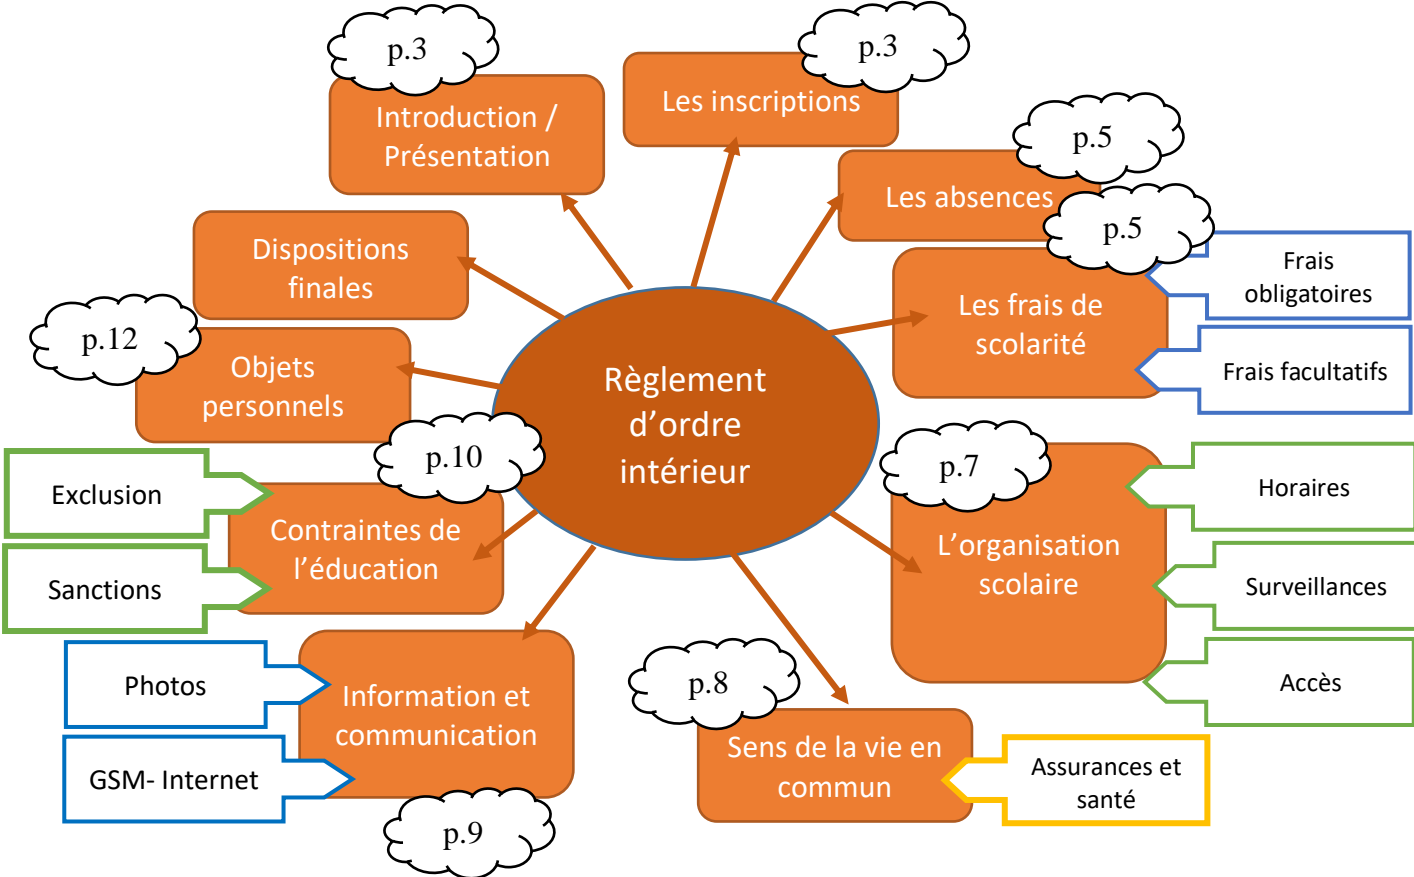 p.3
Introduction /
Présentation
p.3
Les inscriptions
p.5
Les absences
p.5
Les frais de
scolarité
Frais
obligatoires
Frais facultatifs
Dispositions
finales
p.12
Objets
personnels
Règlement
d’ordre
intérieur
p.10
Contraintes de
l’éducation
Exclusion
Sanctions
p.7
L’organisation
scolaire
Horaires
Surveillances
Accès
Photos
GSM- Internet
Information et
communication
p.9
p.8
Sens de la vie en
commun
Assurances et
santé